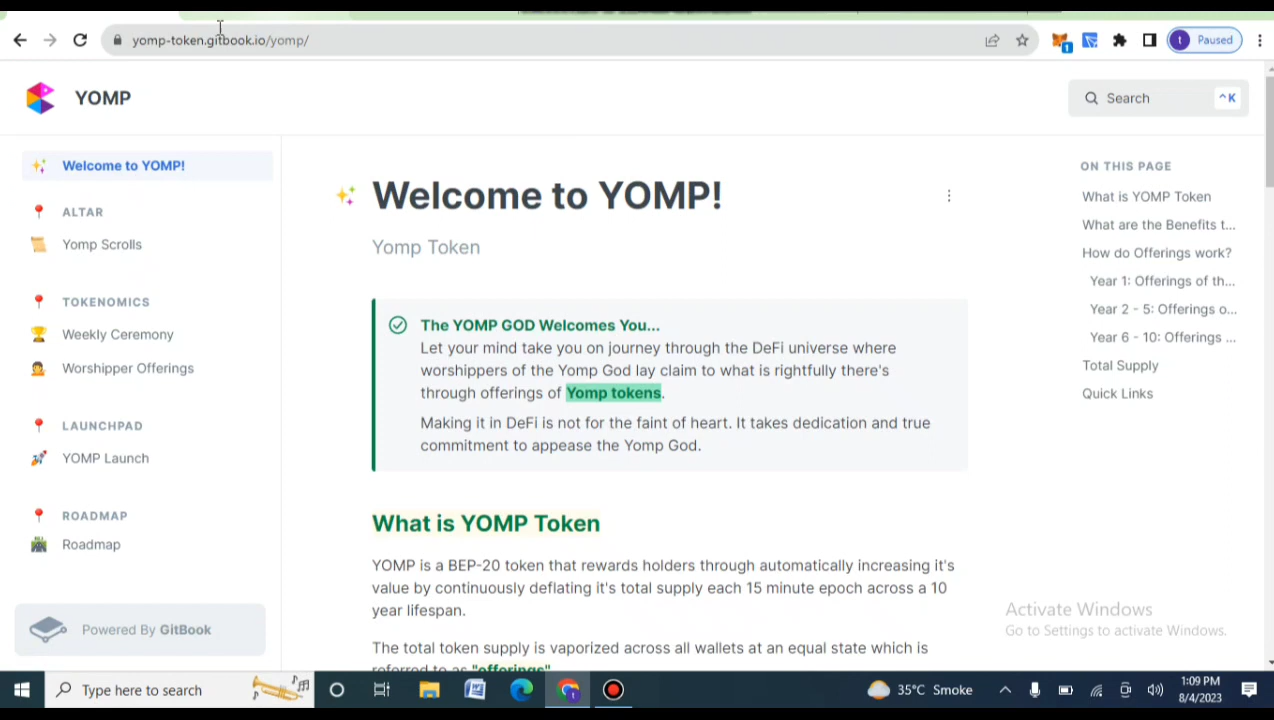 yomp-token.gitbook.io/yomp/
1
t
Paused
YOMP
Search
^ K
Welcome to YOMP!
ALTAR
Yomp Scrolls
TOKENOMICS
Weekly Ceremony
Worshipper Offerings
LAUNCHPAD
YOMP Launch
ROADMAP
Roadmap
Powered By GitBook
Welcome to YOMP!
Yomp Token
The YOMP GOD Welcomes You...
Let your mind take you on journey through the DeFi universe where
worshippers of the Yomp God lay claim to what is rightfully there's
through offerings of Yomp tokens.
Making it in DeFi is not for the faint of heart. It takes dedication and true
commitment to appease the Yomp God.
What is YOMP Token
YOMP is a BEP-20 token that rewards holders through automatically increasing it's
value by continuously deflating it's total supply each 15 minute epoch across a 10
year lifespan.
The total token supply is vaporized across all wallets at an equal state which is
referred to as "offerings".
ON THIS PAGE
What is YOMP Token
What are the Benefits t...
How do Offerings work?
Year 1: Offerings of th...
Year 2 - 5: Offerings o...
Year 6 - 10: Offerings ...
Total Supply
Quick Links
Activate Windows
Go to Settings to activate Windows.
Type here to search
35°C Smoke
1:09 PM
8/4/2023